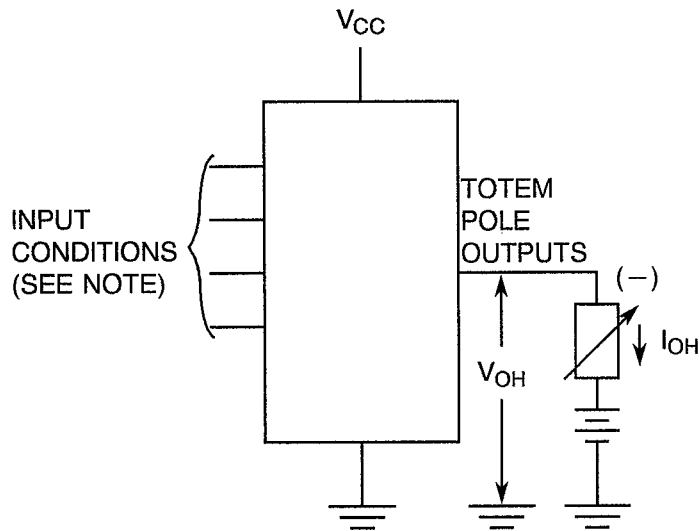 VCC
INPUT
CONDITIONS
(SEE NOTE)
TOTEM
POLE
OUTPUTS
(−)
IOH
VOH